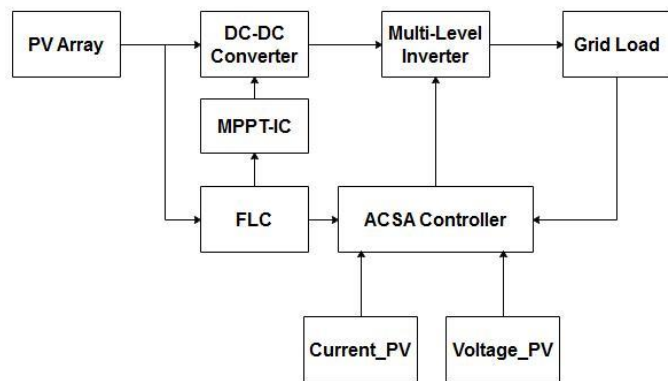 PV Array
DC-DC
Converter
Multi-Level
Inverter
Grid Load
MPPT-IC
FLC
ACSA Controller
Current_PV
Voltage_PV